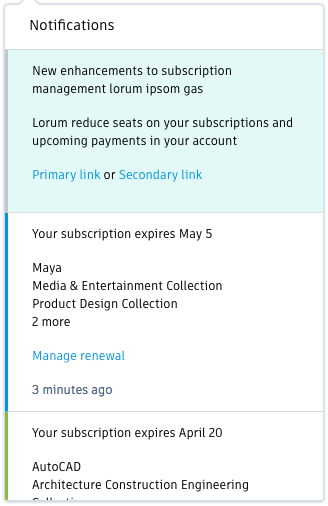 Notifications
New enhancements to subscription
management lorum ipsom gas
Lorum reduce seats on your subscriptions and
upcoming payments in your account
Primary link or Secondary link
Your subscription expires May 5
Maya
Media & Entertainment Collection
Product Design Collection
2 more
Manage renewal
3 minutes ago
Your subscription expires April 20
AutoCAD
Architecture Construction Engineering